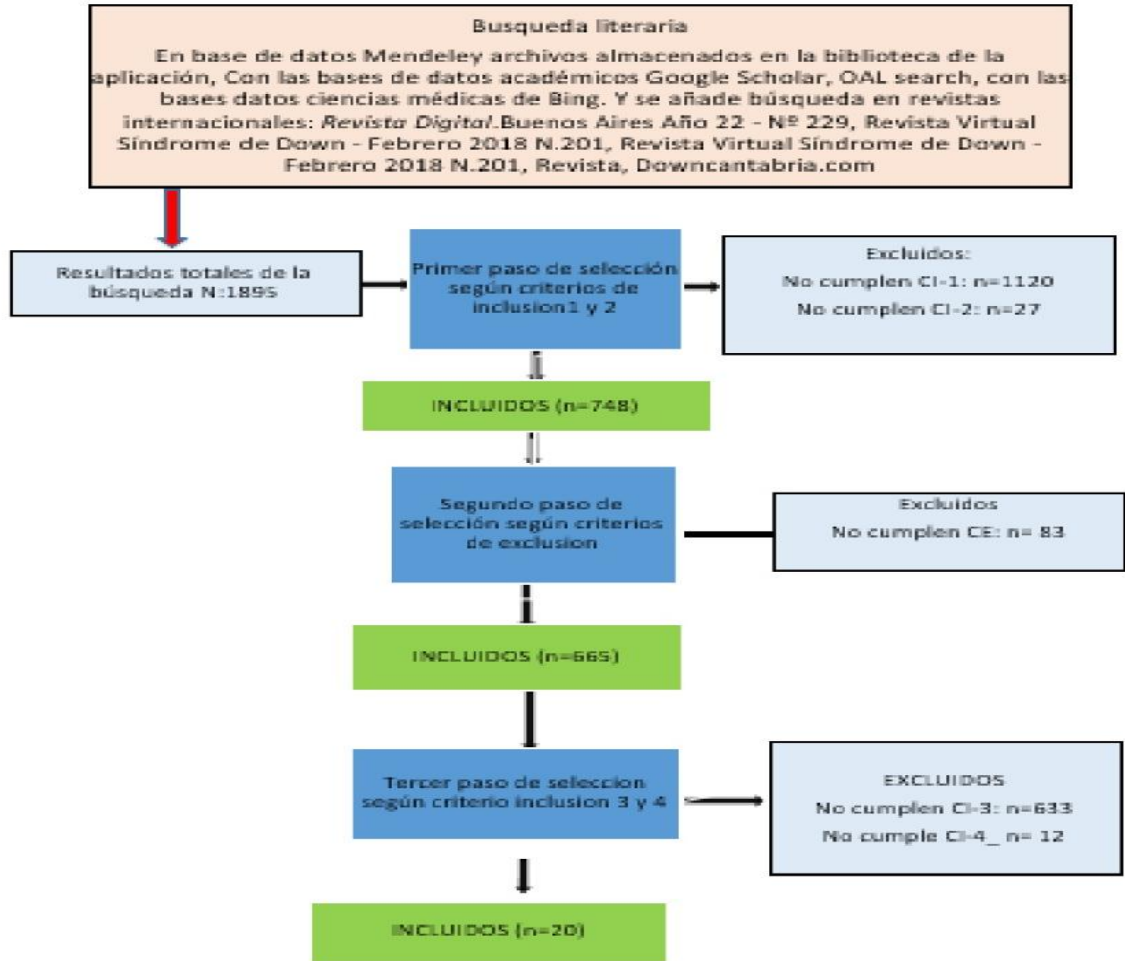 Busqueda literaria
En base de datos Mendeley archivos almacenados en la biblioteca de la
aplicación, Con las bases de datos académicos Google Scholar, OAL search, con las
bases datos ciencias médicas de Bing. Y se añade búsqueda en revistas
internacionales: Revista Digital.Buenos Aires Año 22 - Nº 229, Revista Virtual
Síndrome de Down - Febrero 2018 N.201, Revista Virtual Síndrome de Down -
Febrero 2018 N.201, Revista, Downcantabria.com
Resultados totales de la
búsqueda N:1895
Primer paso de selección
según criterios de
inclusion1 y 2
Excluidos:
No cumplen CI-1: n=1120
No cumplen CI-2: n=27
INCLUIDOS (n=748)
Segundo paso de
selección según criterios
de exclusion
Excluidos
No cumplen CE: n= 83
INCLUIDOS (n=665)
Tercer paso de seleccion
según criterio inclusion 3 y 4
EXCLUIDOS
No cumplen CI-3: n=633
No cumple CI-4_ n= 12
INCLUIDOS (n=20)